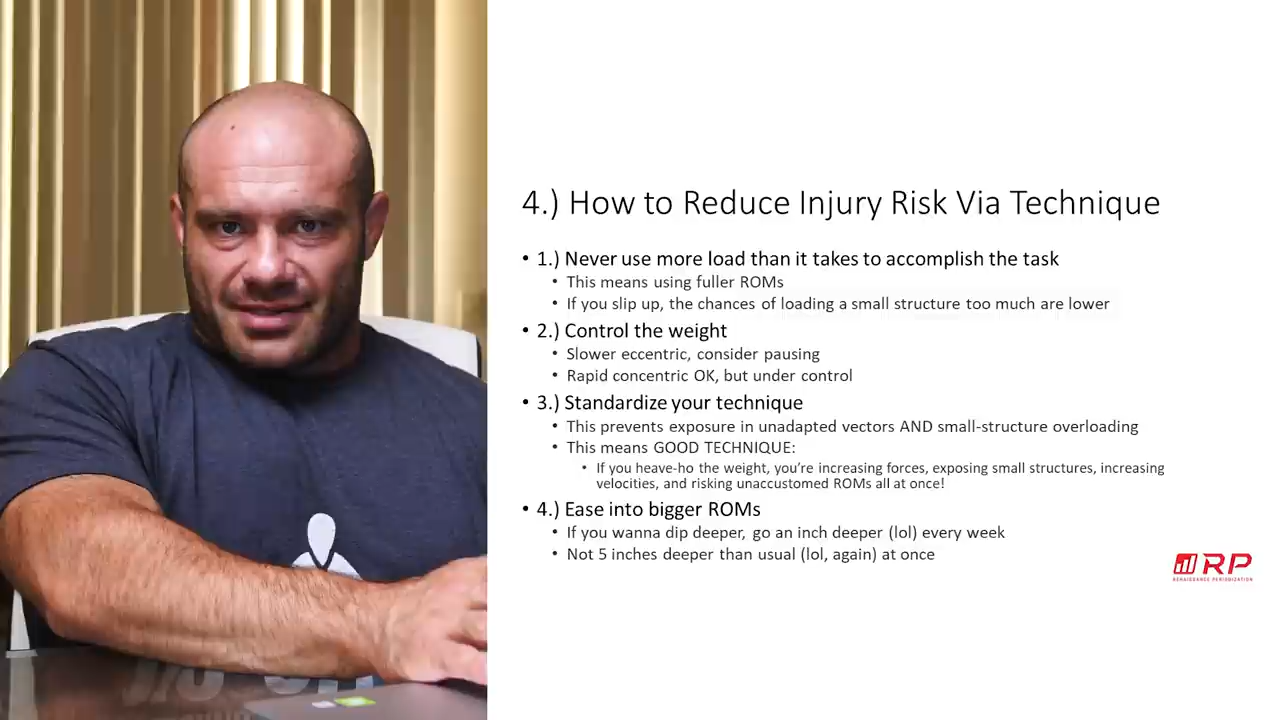 4.) How to Reduce Injury Risk Via Technique
• 1.) Never use more load than it takes to accomplish the task
• This means using fuller ROMs
• If you slip up, the chances of loading a small structure too much are lower
• 2.) Control the weight
• Slower eccentric, consider pausing
• Rapid concentric OK, but under control
• 3.) Standardize your technique
• This prevents exposure in unadapted vectors AND small-structure overloading
• This means GOOD TECHNIQUE:
• If you heave-ho the weight, you're increasing forces, exposing small structures, increasing
velocities, and risking unaccustomed ROMs all at once!
• 4.) Ease into bigger ROMs
• If you wanna dip deeper, go an inch deeper (lol) every week
• Not 5 inches deeper than usual (lol, again) at once
RP
RENAISSANCE PERIODIZATION